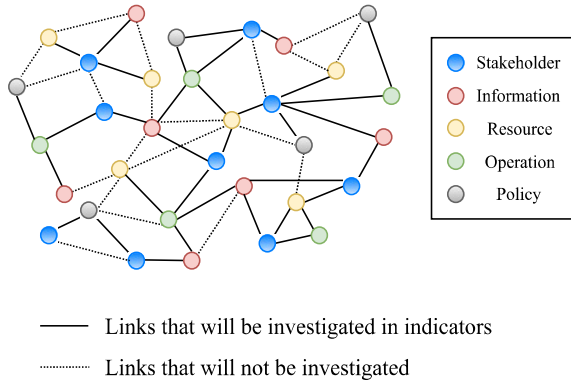 Stakeholder
Information
Resource
Operation
Policy
Links that will be investigated in indicators
Links that will not be investigated